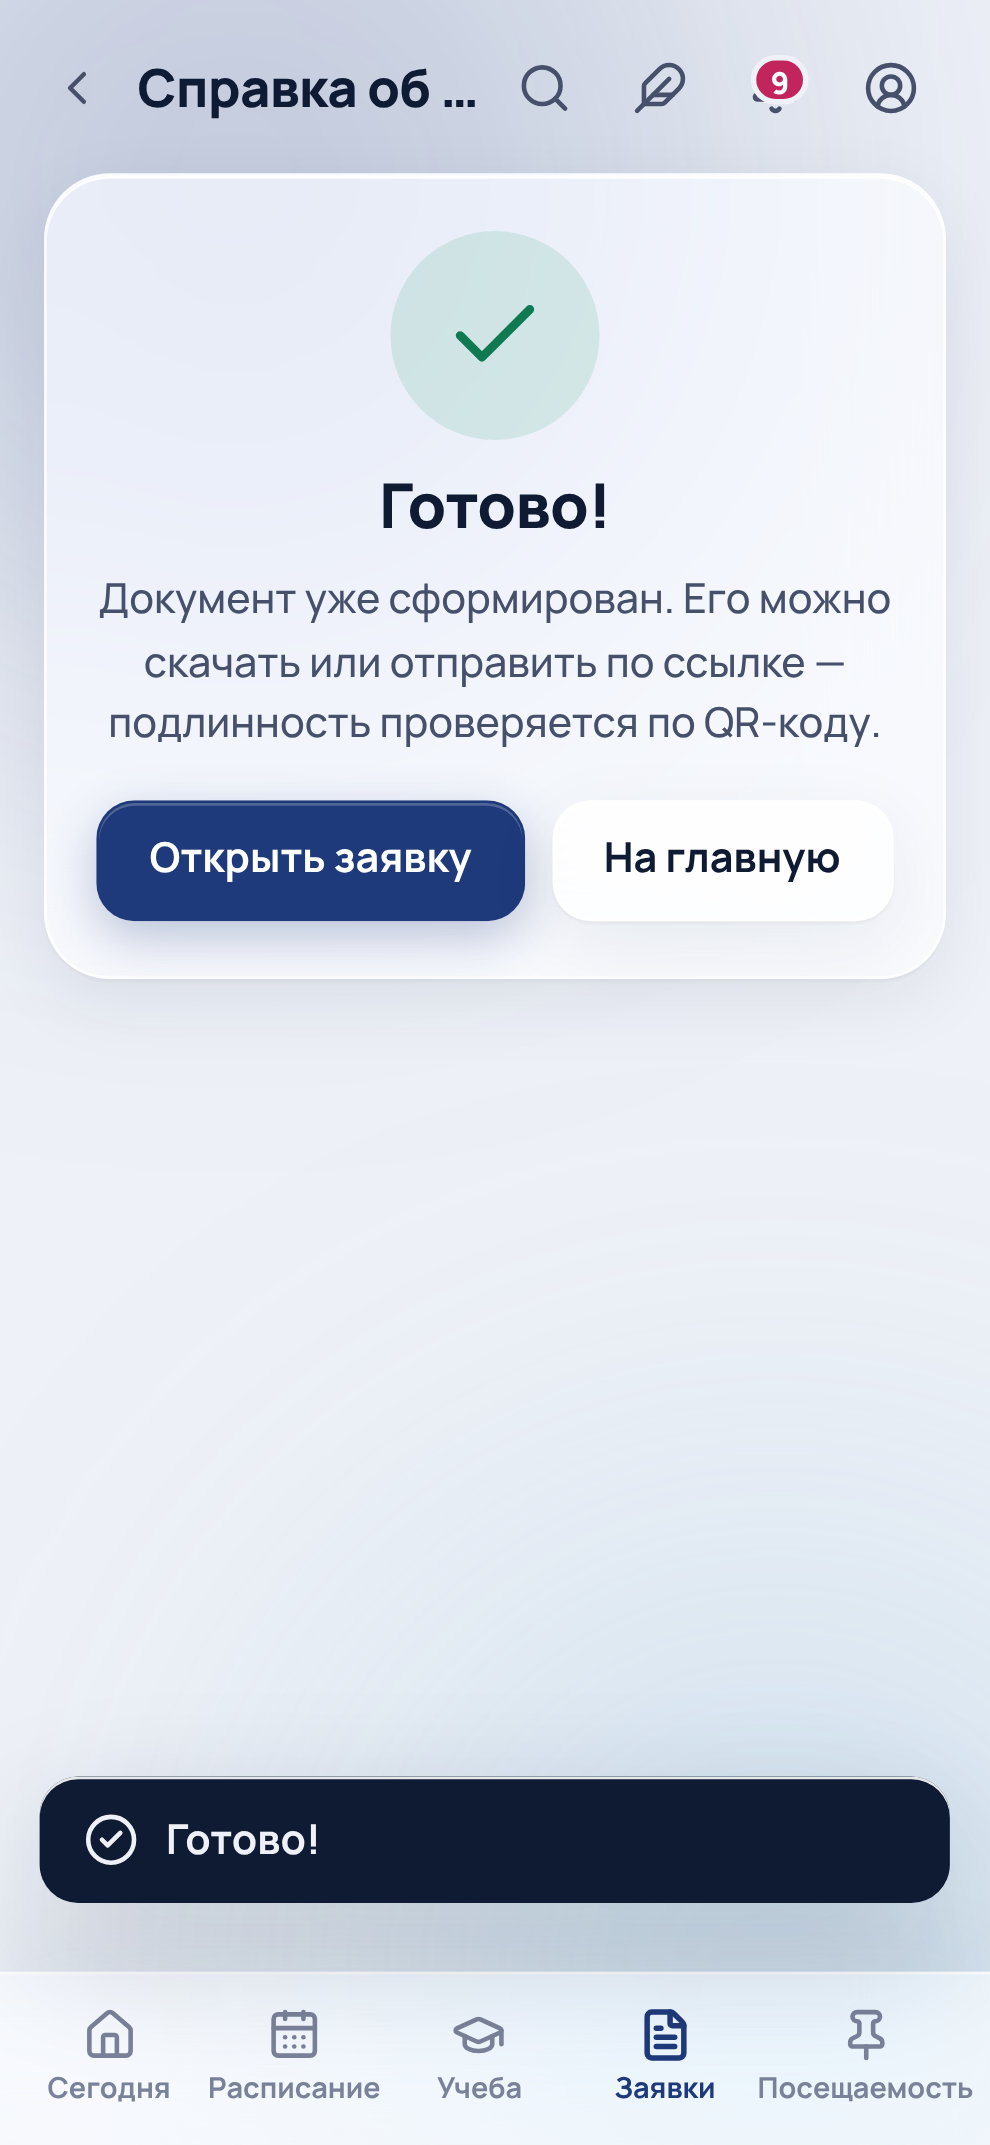 Справка об ...
9
Готово!
Документ уже сформирован. Его можно
скачать или отправить по ссылке —
подлинность проверяется по QR-коду.
Открыть заявку
На главную
Готово!
Сегодня
Расписание
Учеба
Заявки
Посещаемость